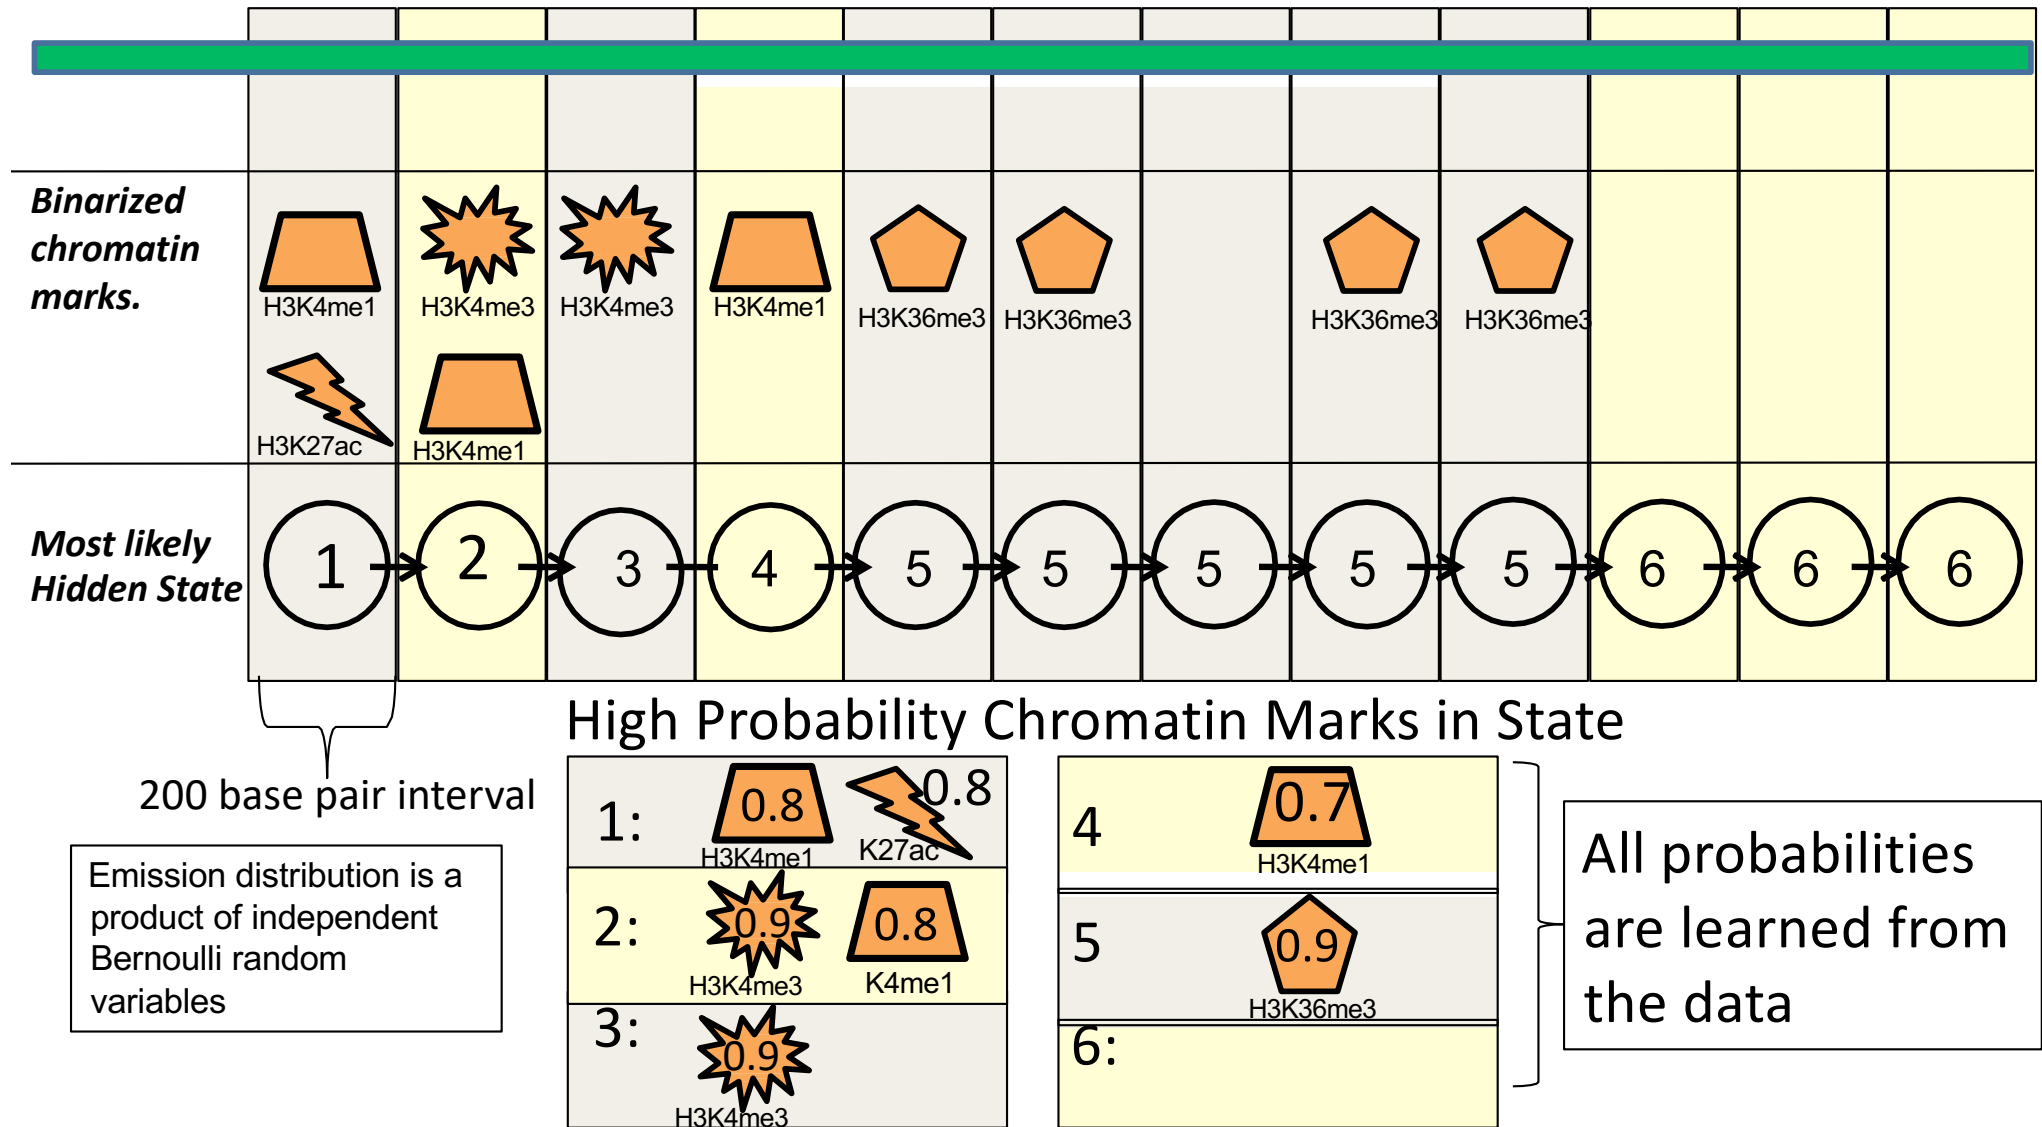 Binarized
chromatin
marks.
H3K4me1
H3K4me3
H3K4me3
H3K4me1
H3K36me3
H3K36me3
H3K36me3
H3K36me3
H3K27ac
H3K4me1
Most likely
Hidden State
1
2
3
4
5
5
5
5
5
6
6
6
200 base pair interval
Emission distribution is a
product of independent
Bernoulli random
variables
High Probability Chromatin Marks in State
1:
0.8
0.8
H3K4me1
K27ac
2:
0.9
0.8
H3K4me3
K4me1
3:
0.9
H3K4me3
4
0.7
H3K4me1
5
0.9
H3K36me3
6:
All probabilities
are learned from
the data